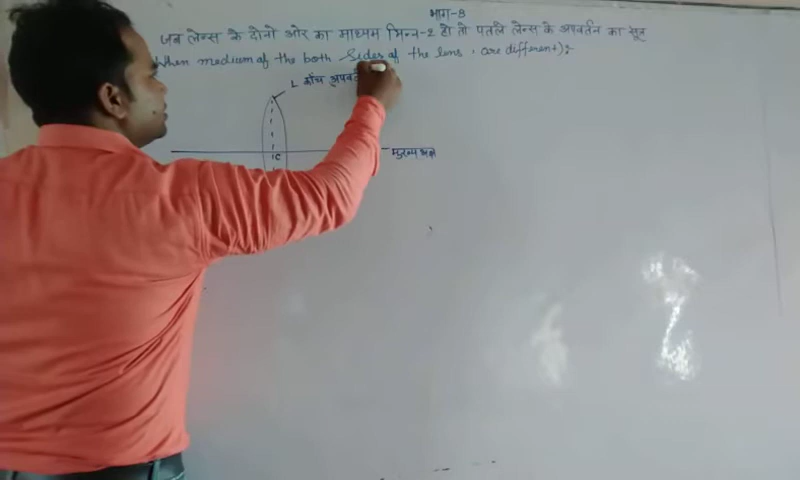 भाग-B
जब लेन्स के दोनो ओर का माध्यम भिन्न-2 हो तो पतले लेन्स के अपवर्तन का सूत्र
When medium of the both Sides of the lens, are different):
L काँच अपवर्त
C
मुख्य अक्ष